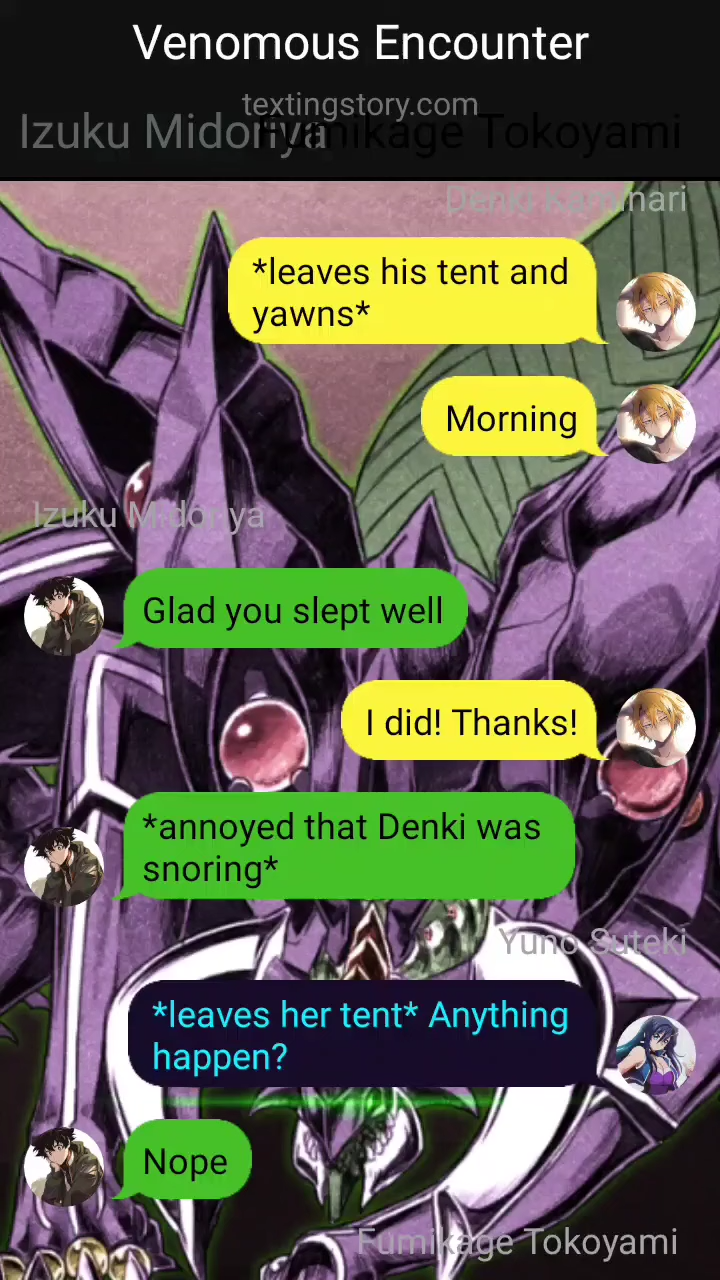 Venomous Encounter
textingstory.com
Izuku Midoriya Fumikage Tokoyami
Denki Kaminari
*leaves his tent and
yawns*
Morning
Izuku Midoriya
Glad you slept well
I did! Thanks!
*annoyed that Denki was
snoring*
Yuno Suteki
*leaves her tent* Anything
happen?
Nope
Fumikage Tokoyami